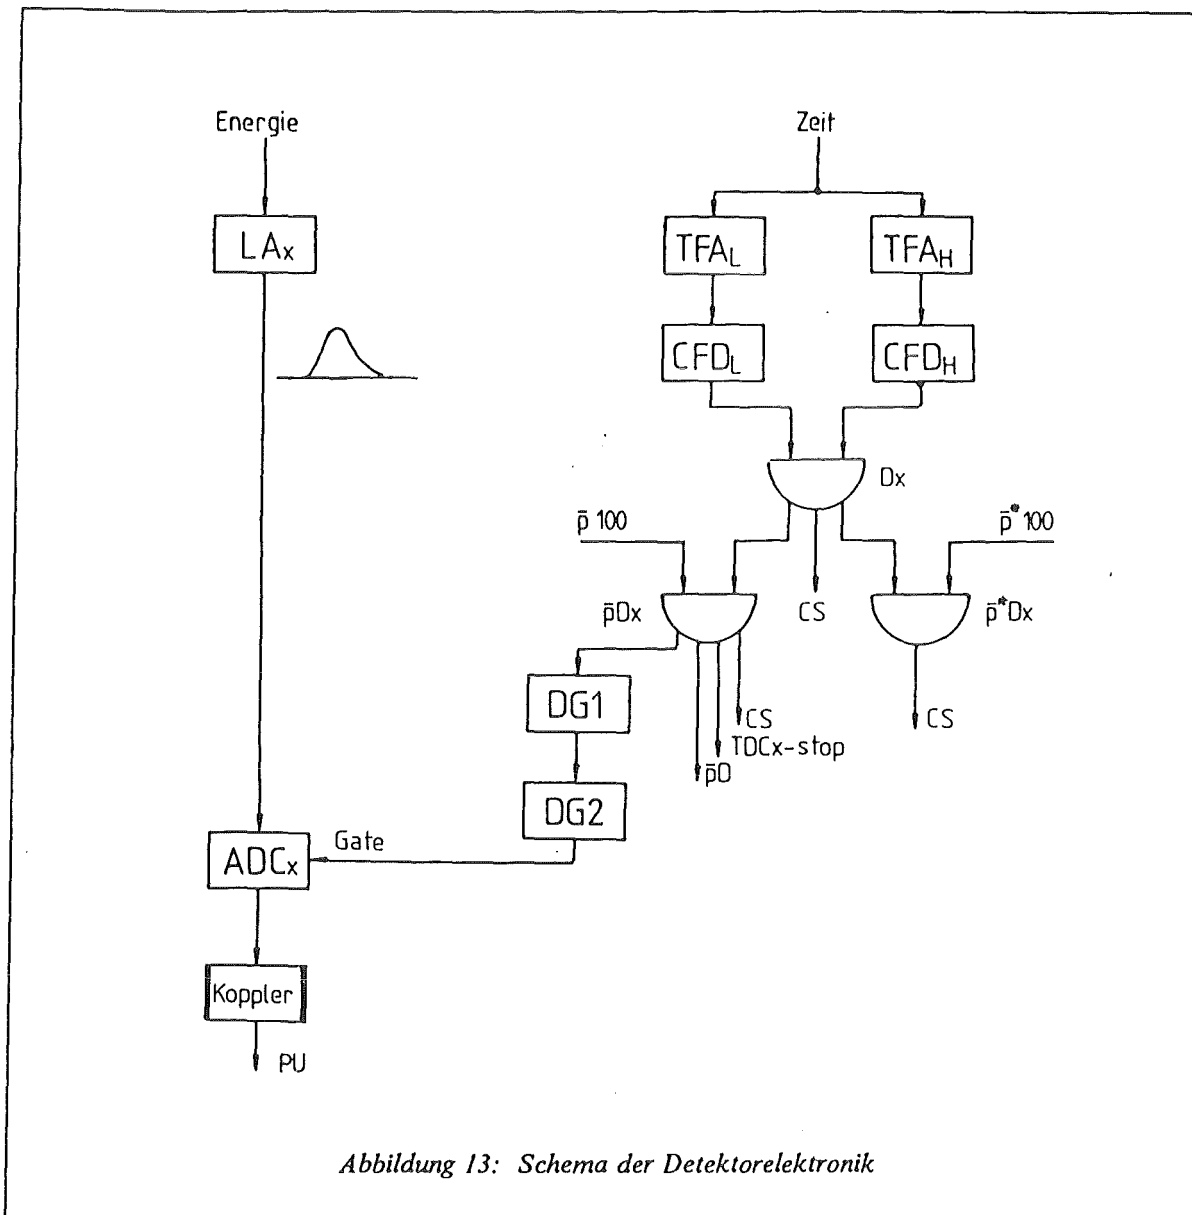 Energie
Zeit
LAx
TFAL
TFAH
CFDL
CFDH
Dx
p̄ 100
p̄* 100
p̄Dx
CS
p̄*Dx
DG1
CS
CS
TDCx-stop
p̄D
DG2
Gate
ADCx
Koppler
PU
Abbildung 13: Schema der Detektorelektronik